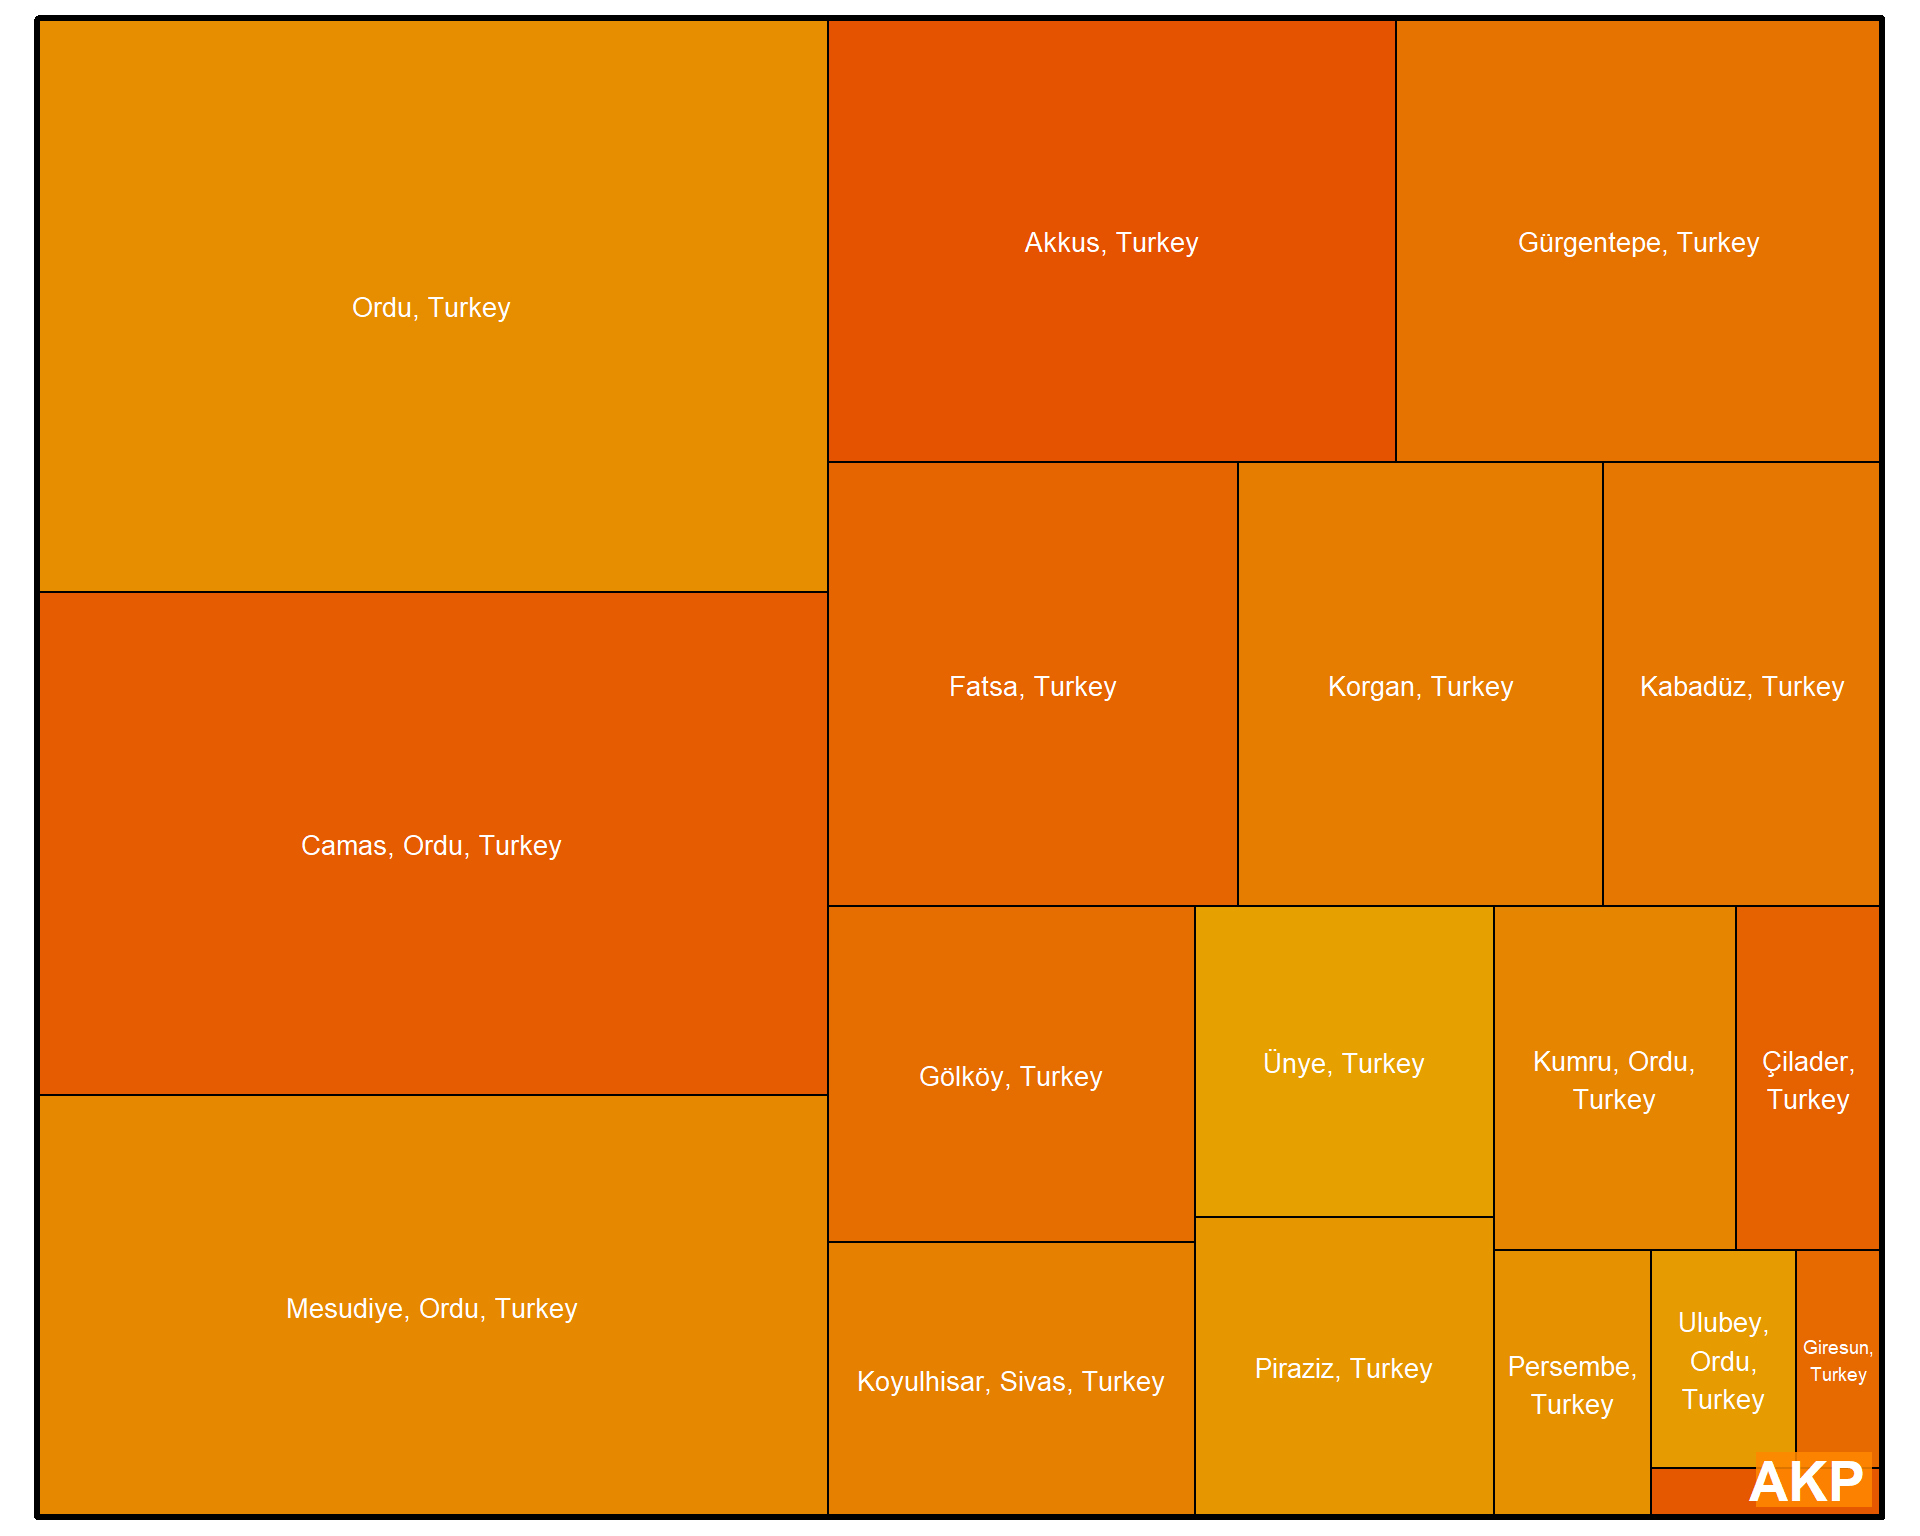 Ordu, Turkey
Camas, Ordu, Turkey
Mesudiye, Ordu, Turkey
Akkus, Turkey
Gürgentepe, Turkey
Fatsa, Turkey
Korgan, Turkey
Kabadüz, Turkey
Gölköy, Turkey
Koyulhisar, Sivas, Turkey
Ünye, Turkey
Piraziz, Turkey
Kumru, Ordu,
Turkey
Çilader,
Turkey
Persembe,
Turkey
Ulubey,
Ordu,
Turkey
Giresun,
Turkey
AKP